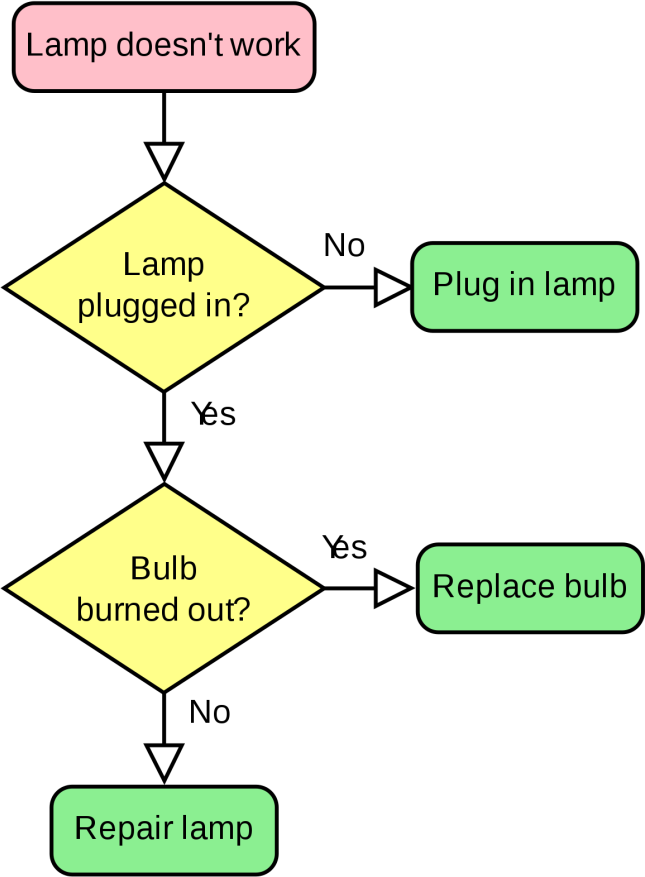 Lamp doesn't work
Lamp
plugged in?
No
Plug in lamp
Yes
Bulb
burned out?
Yes
Replace bulb
No
Repair lamp